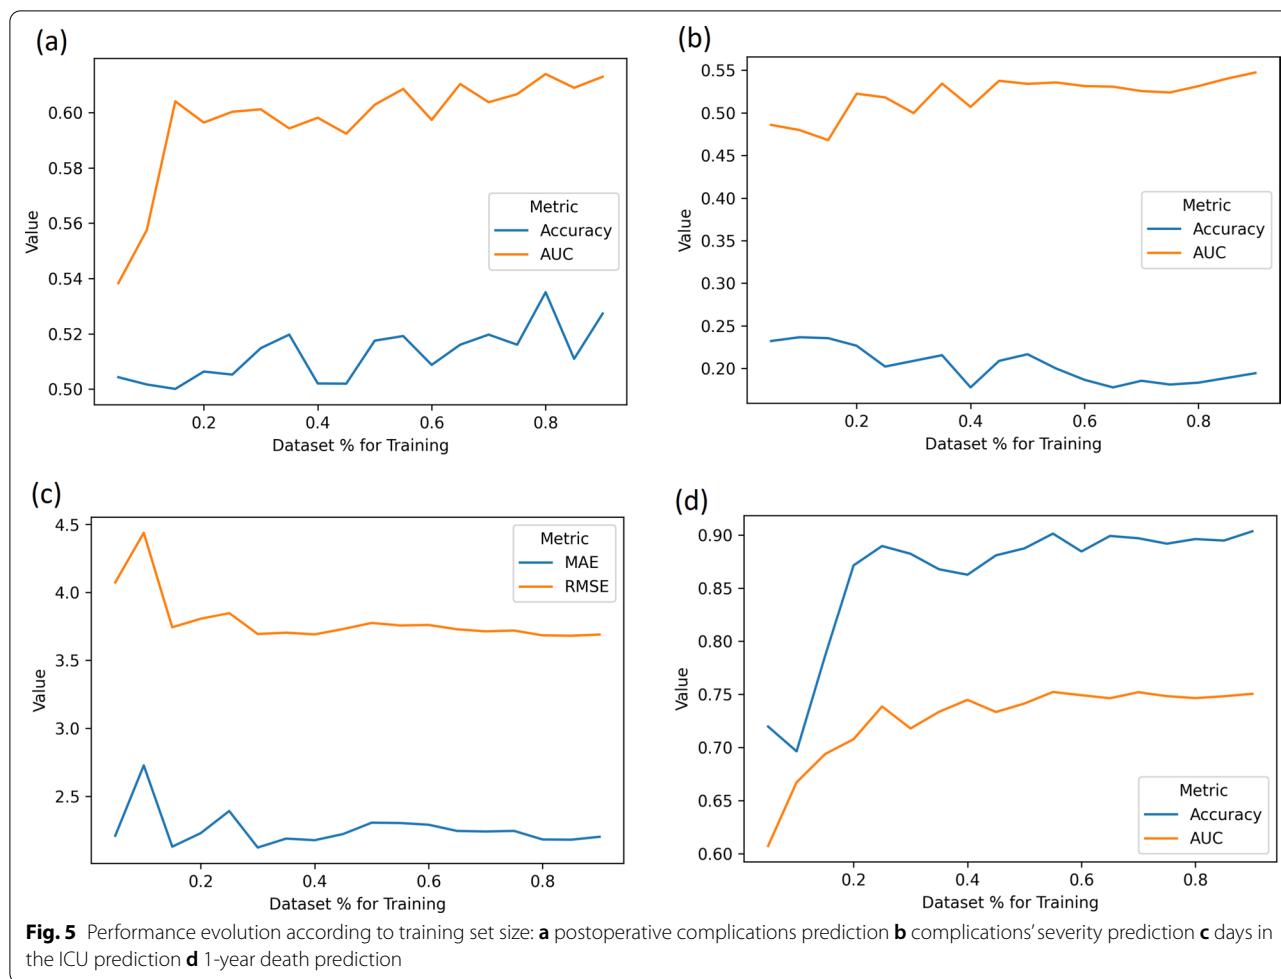 (a)
0.60
0.58
0.56
0.54
0.52
0.50
Value
Metric
Accuracy
AUC
0.2 0.4 0.6 0.8
Dataset % for Training
(b)
0.55
0.50
0.45
0.40
0.35
0.30
0.25
0.20
Value
Metric
Accuracy
AUC
0.2 0.4 0.6 0.8
Dataset % for Training
(c)
4.5
4.0
3.5
3.0
2.5
Value
Metric
MAE
RMSE
0.2 0.4 0.6 0.8
Dataset % for Training
(d)
0.90
0.85
0.80
0.75
0.70
0.65
0.60
Value
Metric
Accuracy
AUC
0.2 0.4 0.6 0.8
Dataset % for Training
Fig. 5 Performance evolution according to training set size: a postoperative complications prediction b complications’ severity prediction c days in
the ICU prediction d 1-year death prediction